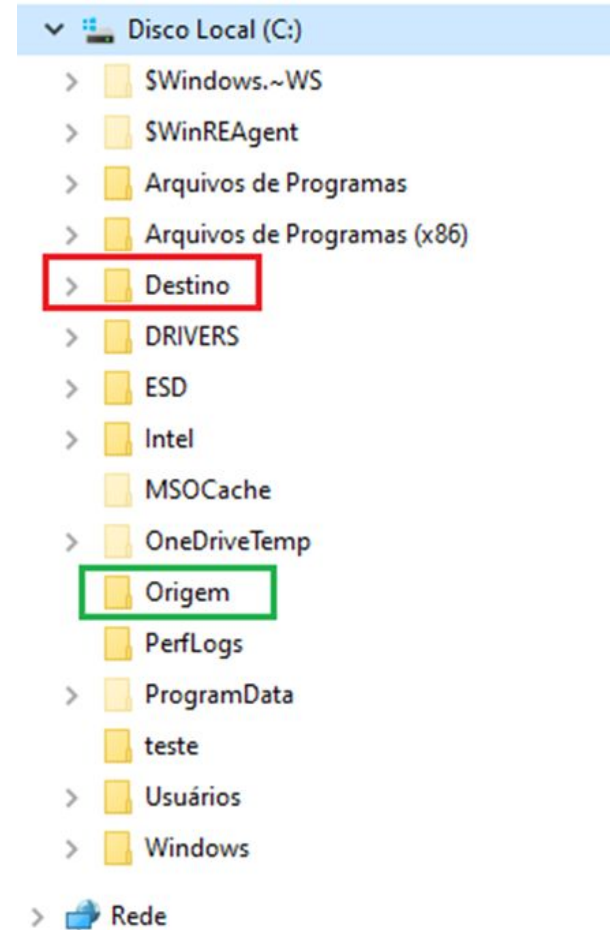 Disco Local (C:)
$Windows.~WS
$WinREAgent
Arquivos de Programas
Arquivos de Programas (x86)
Destino
DRIVERS
ESD
Intel
MSOCache
OneDriveTemp
Origem
PerfLogs
ProgramData
teste
Usuários
Windows
Rede